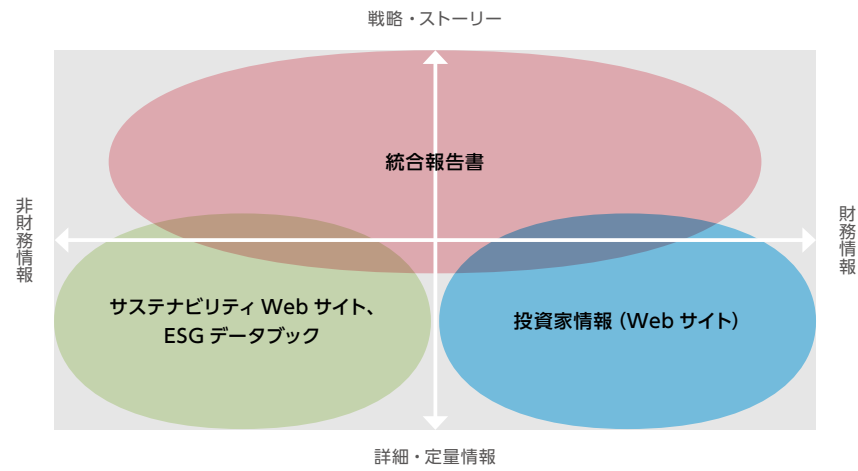 戦略・ストーリー
統合報告書
非財務情報
財務情報
サステナビリティ Web サイト、
ESG データブック
投資家情報（Web サイト）
詳細・定量情報